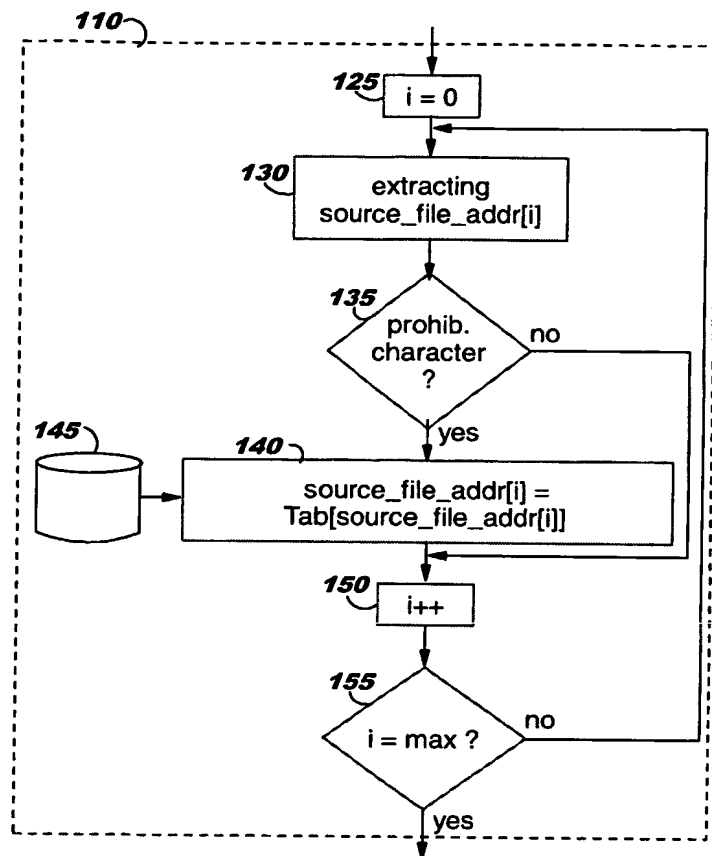 110
125
i = 0
130
extracting
source_file_addr[i]
135
prohib.
character
?
no
yes
145
140
source_file_addr[i] =
Tab[source_file_addr[i]]
150
i++
155
i = max ?
no
yes